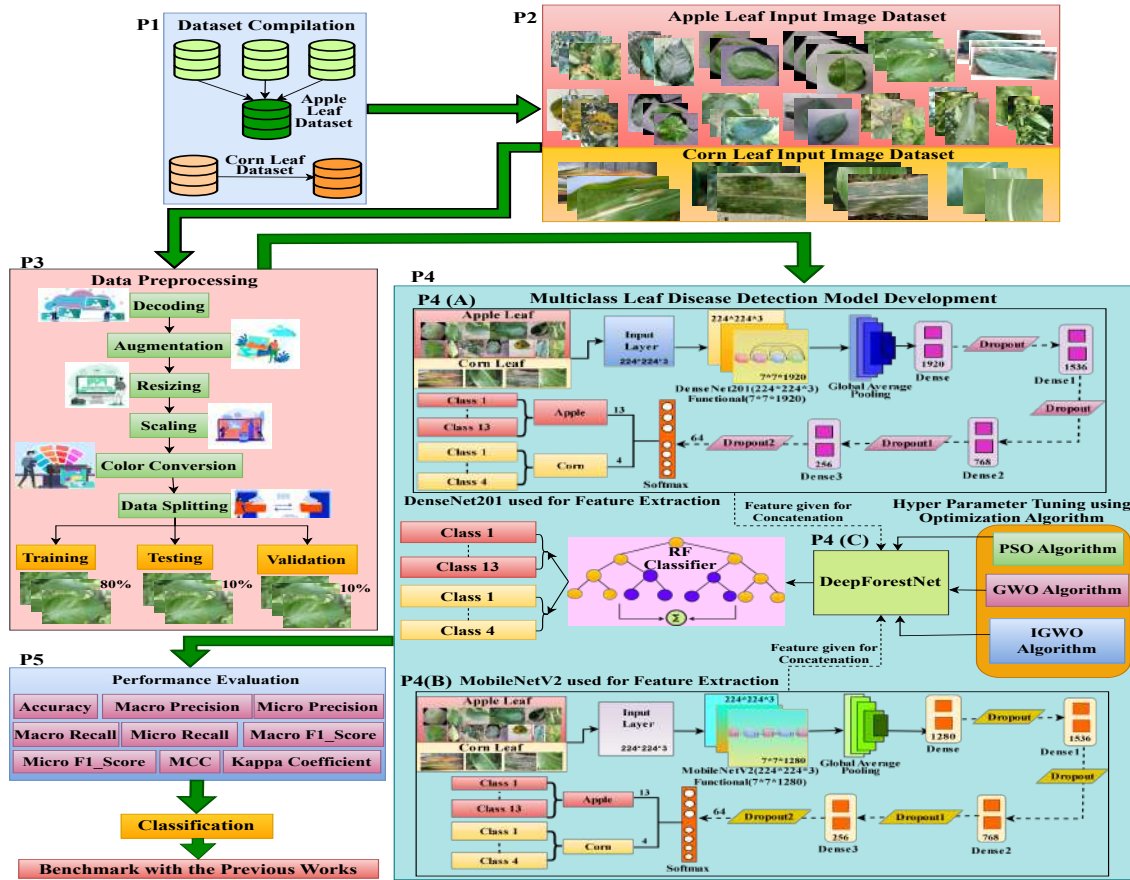 P1
Dataset Compilation
Apple
Leaf
Dataset
Corn Leaf
Dataset
P2
Apple Leaf Input Image Dataset
Corn Leaf Input Image Dataset
P3
Data Preprocessing
Decoding
Augmentation
Resizing
Scaling
Color Conversion
Data Splitting
Training
Testing
Validation
80%
10%
10%
P4
P4 (A)
Multiclass Leaf Disease Detection Model Development
Apple Leaf
Corn Leaf
Input
Layer
224*224*3
224*224*3
7*7*1920
DenseNet201(224*224*3)
Functional(7*7*1920)
Global Average
Pooling
1920
Dense
Dropout
1536
Dense1
Dropout
768
Dense2
Dropout1
256
Dense3
Dropout2
64
Softmax
13
4
Apple
Corn
Class 1
Class 13
Class 1
Class 4
DenseNet201 used for Feature Extraction
Feature given for
Concatenation
Hyper Parameter Tuning using
Optimization Algorithm
PSO Algorithm
GWO Algorithm
IGWO
Algorithm
P4 (C)
DeepForestNet
RF
Classifier
Σ
Class 1
Class 13
Class 1
Class 4
Feature given for
Concatenation
P4(B)
MobileNetV2 used for Feature Extraction
Apple Leaf
Corn Leaf
Input
Layer
224*224*3
224*224*3
7*7*1280
MobileNetV2(224*224*3)
Functional(7*7*1280)
Global Average
Pooling
1280
Dense
Dropout
1536
Dense1
Dropout
768
Dense2
Dropout1
256
Dense3
Dropout2
64
Softmax
13
4
Apple
Corn
Class 1
Class 13
Class 1
Class 4
P5
Performance Evaluation
Accuracy
Macro Precision
Micro Precision
Macro Recall
Micro Recall
Macro F1_Score
Micro F1_Score
MCC
Kappa Coefficient
Classification
Benchmark with the Previous Works